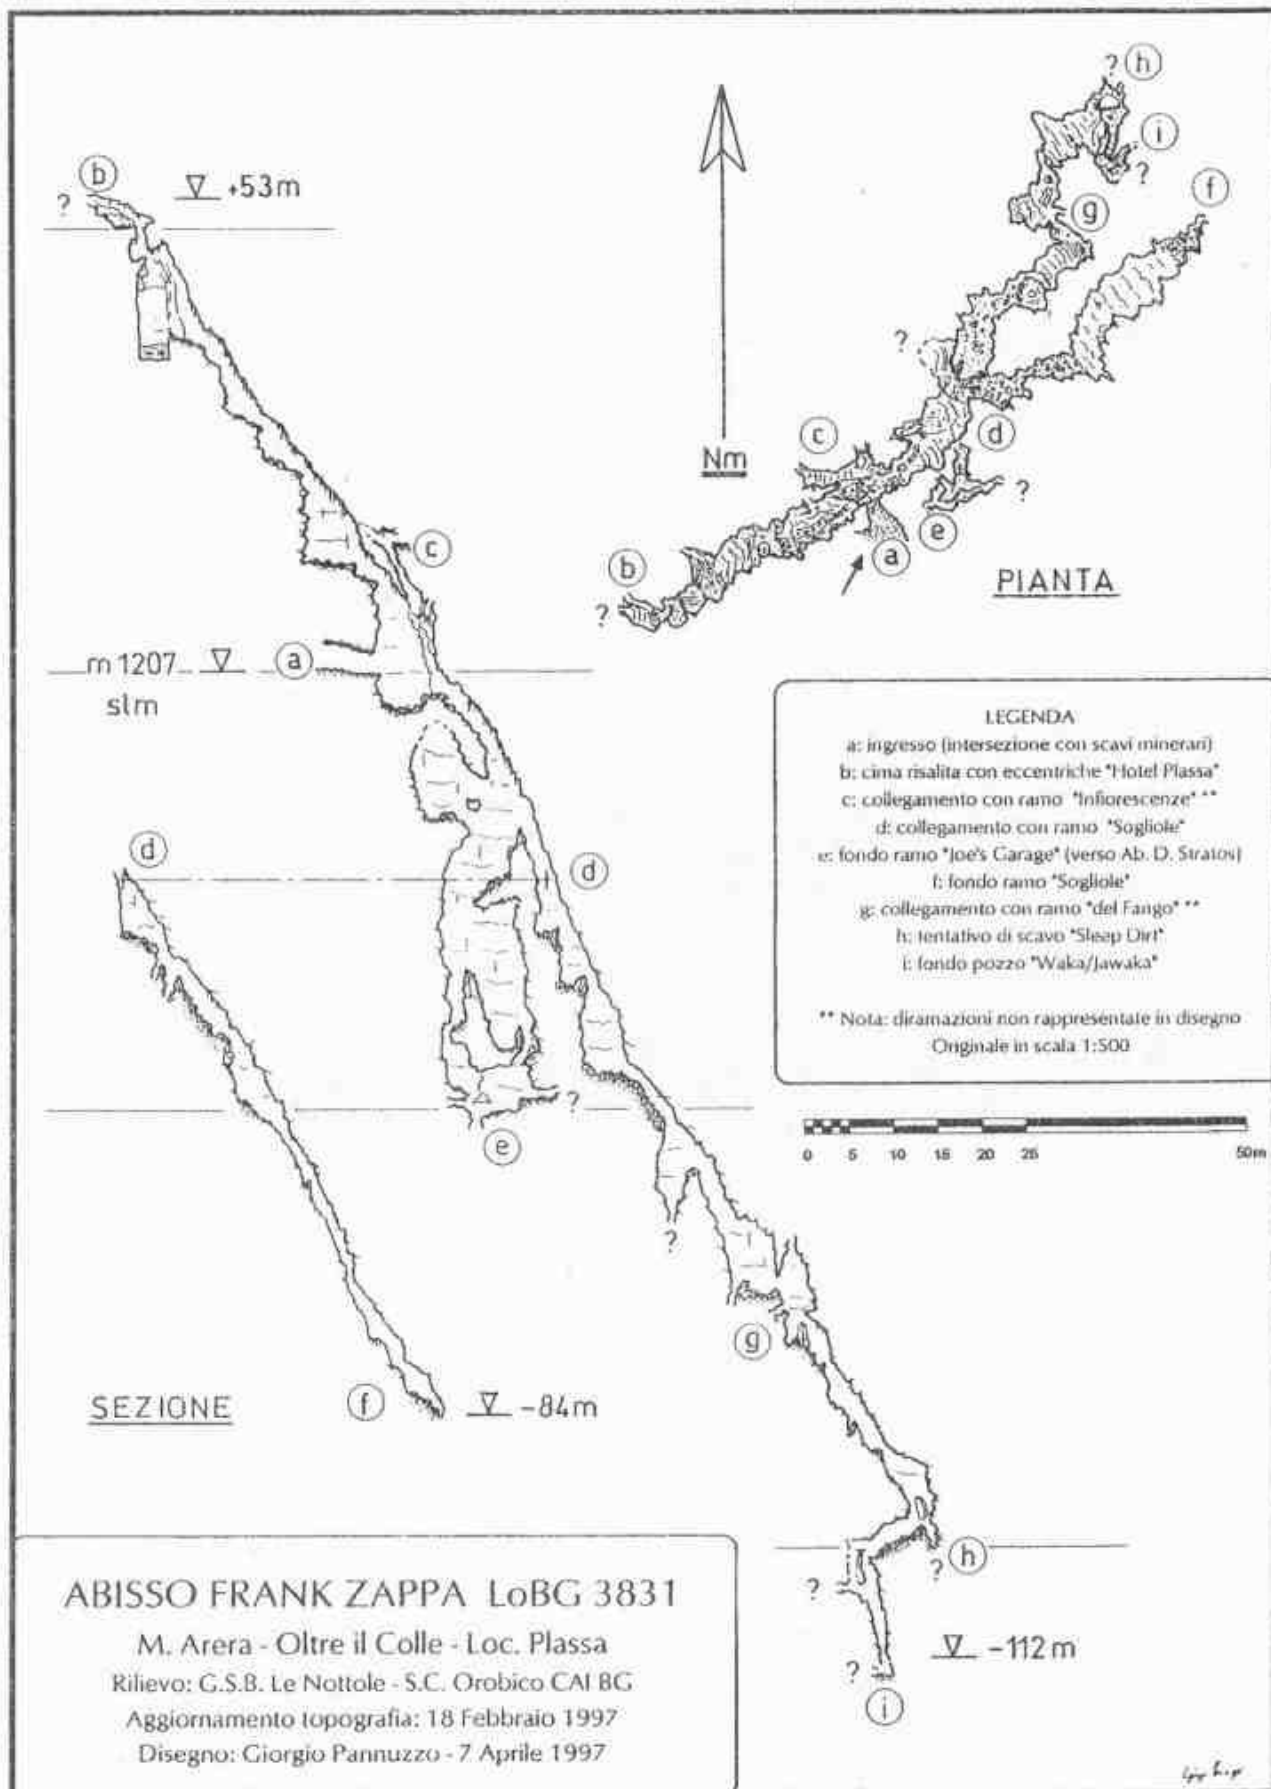 ? h
i
?
f
g
b
+53m
?
?
c
d
Nm
?
e
a
b
?
PIANTA
c
m 1207
a
slm
LEGENDA
a: ingresso (intersezione con scavi minerari)
b: cima risalita con eccentriche "Hotel Plassa"
c: collegamento con ramo "Infiorescenze" **
d: collegamento con ramo "Sogliole"
e: fondo ramo "Joe's Garage" (verso Ab. D. Stratos)
f: fondo ramo "Sogliole"
g: collegamento con ramo "del Fango" **
h: tentativo di scavo "Sleep Dirt"
i: fondo pozzo "Waka/Jawaka"
** Nota: diramazioni non rappresentate in disegno
Originale in scala 1:500
0 5 10 15 20 25 50m
d
d
?
e
?
g
SEZIONE
f
-84m
h
?
?
-112m
?
i
ABISSO FRANK ZAPPA LoBG 3831
M. Arera - Oltre il Colle - Loc. Plassa
Rilievo: G.S.B. Le Nottole - S.C. Orobico CAI BG
Aggiornamento topografia: 18 Febbraio 1997
Disegno: Giorgio Pannuzzo - 7 Aprile 1997